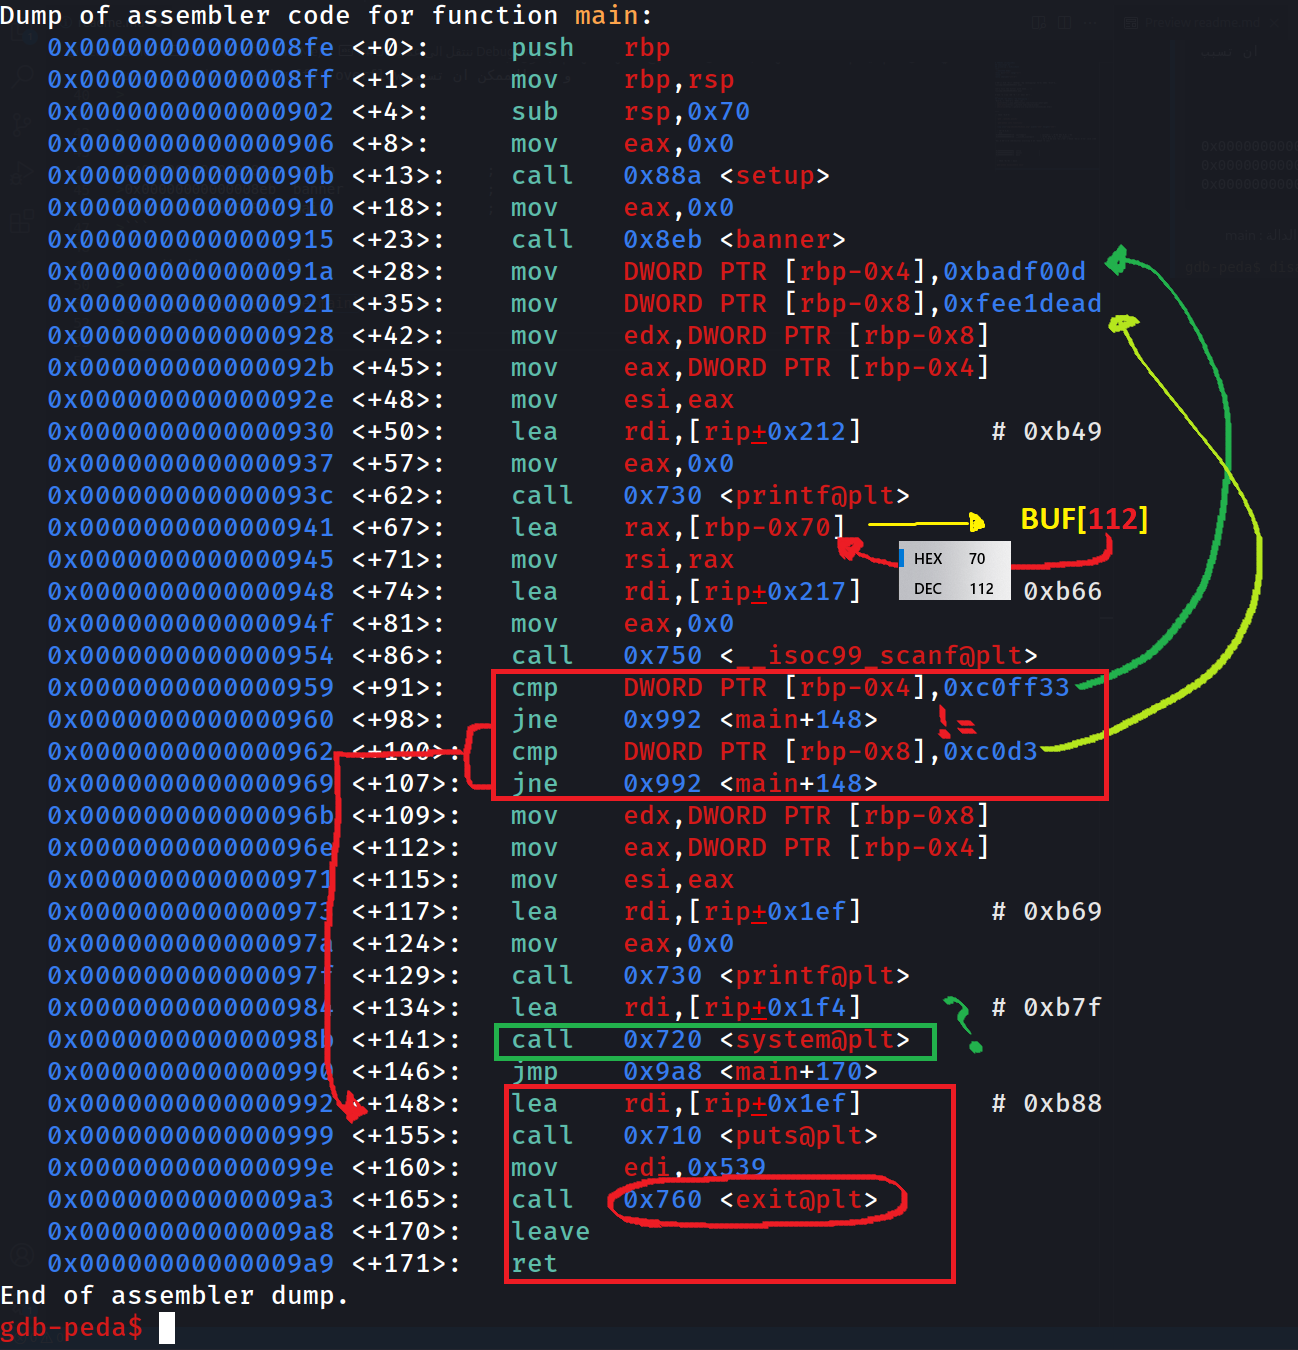 Dump of assembler code for function main:
0x00000000000008fe <+0>: push rbp
0x00000000000008ff <+1>: mov rbp,rsp
0x0000000000000902 <+4>: sub rsp,0x70
0x0000000000000906 <+8>: mov eax,0x0
0x000000000000090b <+13>: call 0x88a <setup>
0x0000000000000910 <+18>: mov eax,0x0
0x0000000000000915 <+23>: call 0x8eb <banner>
0x000000000000091a <+28>: mov DWORD PTR [rbp-0x4],0xbadf00d
0x0000000000000921 <+35>: mov DWORD PTR [rbp-0x8],0xfee1dead
0x0000000000000928 <+42>: mov edx,DWORD PTR [rbp-0x8]
0x000000000000092b <+45>: mov eax,DWORD PTR [rbp-0x4]
0x000000000000092e <+48>: mov esi,eax
0x0000000000000930 <+50>: lea rdi,[rip+0x212] # 0xb49
0x0000000000000937 <+57>: mov eax,0x0
0x000000000000093c <+62>: call 0x730 <printf@plt>
0x0000000000000941 <+67>: lea rax,[rbp-0x70] BUF[112]
0x0000000000000945 <+71>: mov rsi,rax HEX 70
0x0000000000000948 <+74>: lea rdi,[rip+0x217] DEC 112 0xb66
0x000000000000094f <+81>: mov eax,0x0
0x0000000000000954 <+86>: call 0x750 <__isoc99_scanf@plt>
0x0000000000000959 <+91>: cmp DWORD PTR [rbp-0x4],0xc0ff33
0x0000000000000960 <+98>: jne 0x992 <main+148> !=
0x0000000000000962 <+100>: cmp DWORD PTR [rbp-0x8],0xc0d3
0x0000000000000969 <+107>: jne 0x992 <main+148>
0x000000000000096b <+109>: mov edx,DWORD PTR [rbp-0x8]
0x000000000000096e <+112>: mov eax,DWORD PTR [rbp-0x4]
0x0000000000000971 <+115>: mov esi,eax
0x0000000000000973 <+117>: lea rdi,[rip+0x1ef] # 0xb69
0x000000000000097a <+124>: mov eax,0x0
0x000000000000097f <+129>: call 0x730 <printf@plt>
0x0000000000000984 <+134>: lea rdi,[rip+0x1f4] ? # 0xb7f
0x000000000000098b <+141>: call 0x720 <system@plt>
0x0000000000000990 <+146>: jmp 0x9a8 <main+170>
0x0000000000000992 <+148>: lea rdi,[rip+0x1ef] # 0xb88
0x0000000000000999 <+155>: call 0x710 <puts@plt>
0x000000000000099e <+160>: mov edi,0x539
0x00000000000009a3 <+165>: call 0x760 <exit@plt>
0x00000000000009a8 <+170>: leave
0x00000000000009a9 <+171>: ret
End of assembler dump.
gdb-peda$